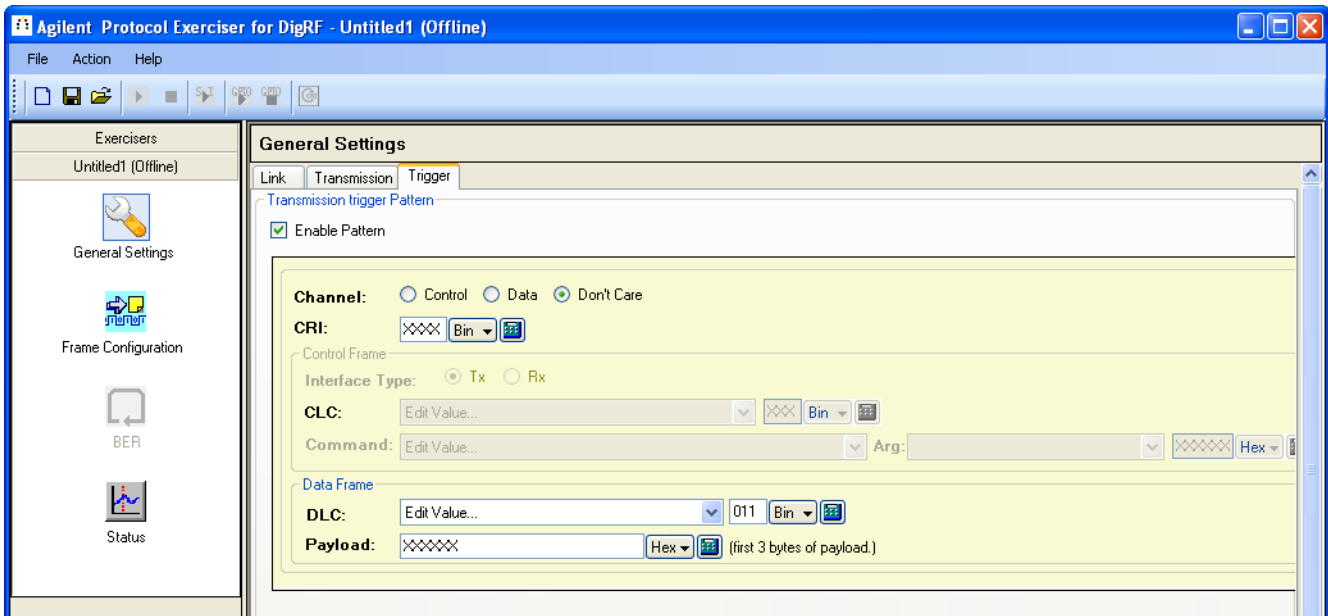 Agilent Protocol Exerciser for DigRF - Untitled1 (Offline)
File Action Help
GPIO GPIO
Exercisers
Untitled1 (Offline)
General Settings
Frame Configuration
BER
Status
General Settings
Link Transmission Trigger
Transmission trigger Pattern
Enable Pattern
Channel: Control Data Don't Care
CRI: XXXX Bin
Control Frame
Interface Type: Tx Rx
CLC: Edit Value... XXX Bin
Command: Edit Value... Arg: XXXXXX Hex
Data Frame
DLC: Edit Value... 011 Bin
Payload: XXXXXX Hex (first 3 bytes of payload.)